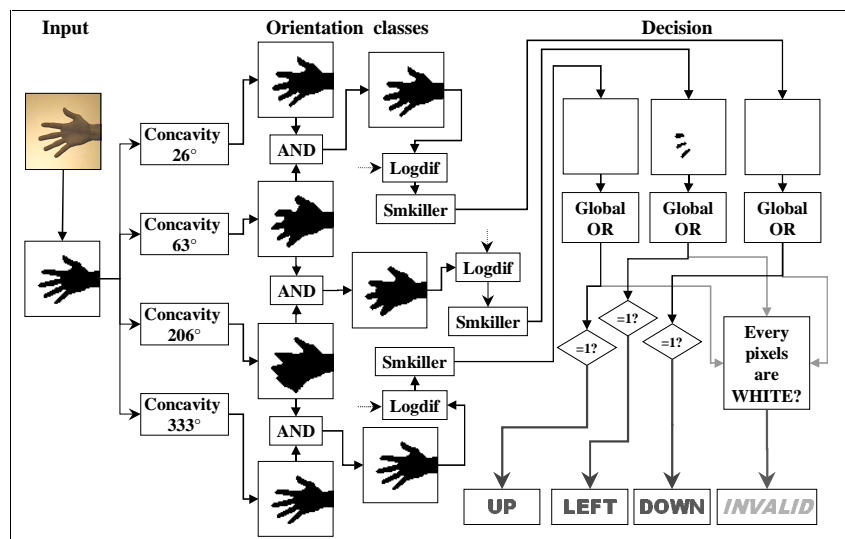 Input
Orientation classes
Decision
Concavity
26°
AND
Logdif
Smkiller
Concavity
63°
AND
Logdif
Smkiller
Concavity
206°
Smkiller
Logdif
Concavity
333°
AND
Global
OR
Global
OR
Global
OR
=1?
=1?
=1?
Every
pixels
are
WHITE?
UP
LEFT
DOWN
INVALID